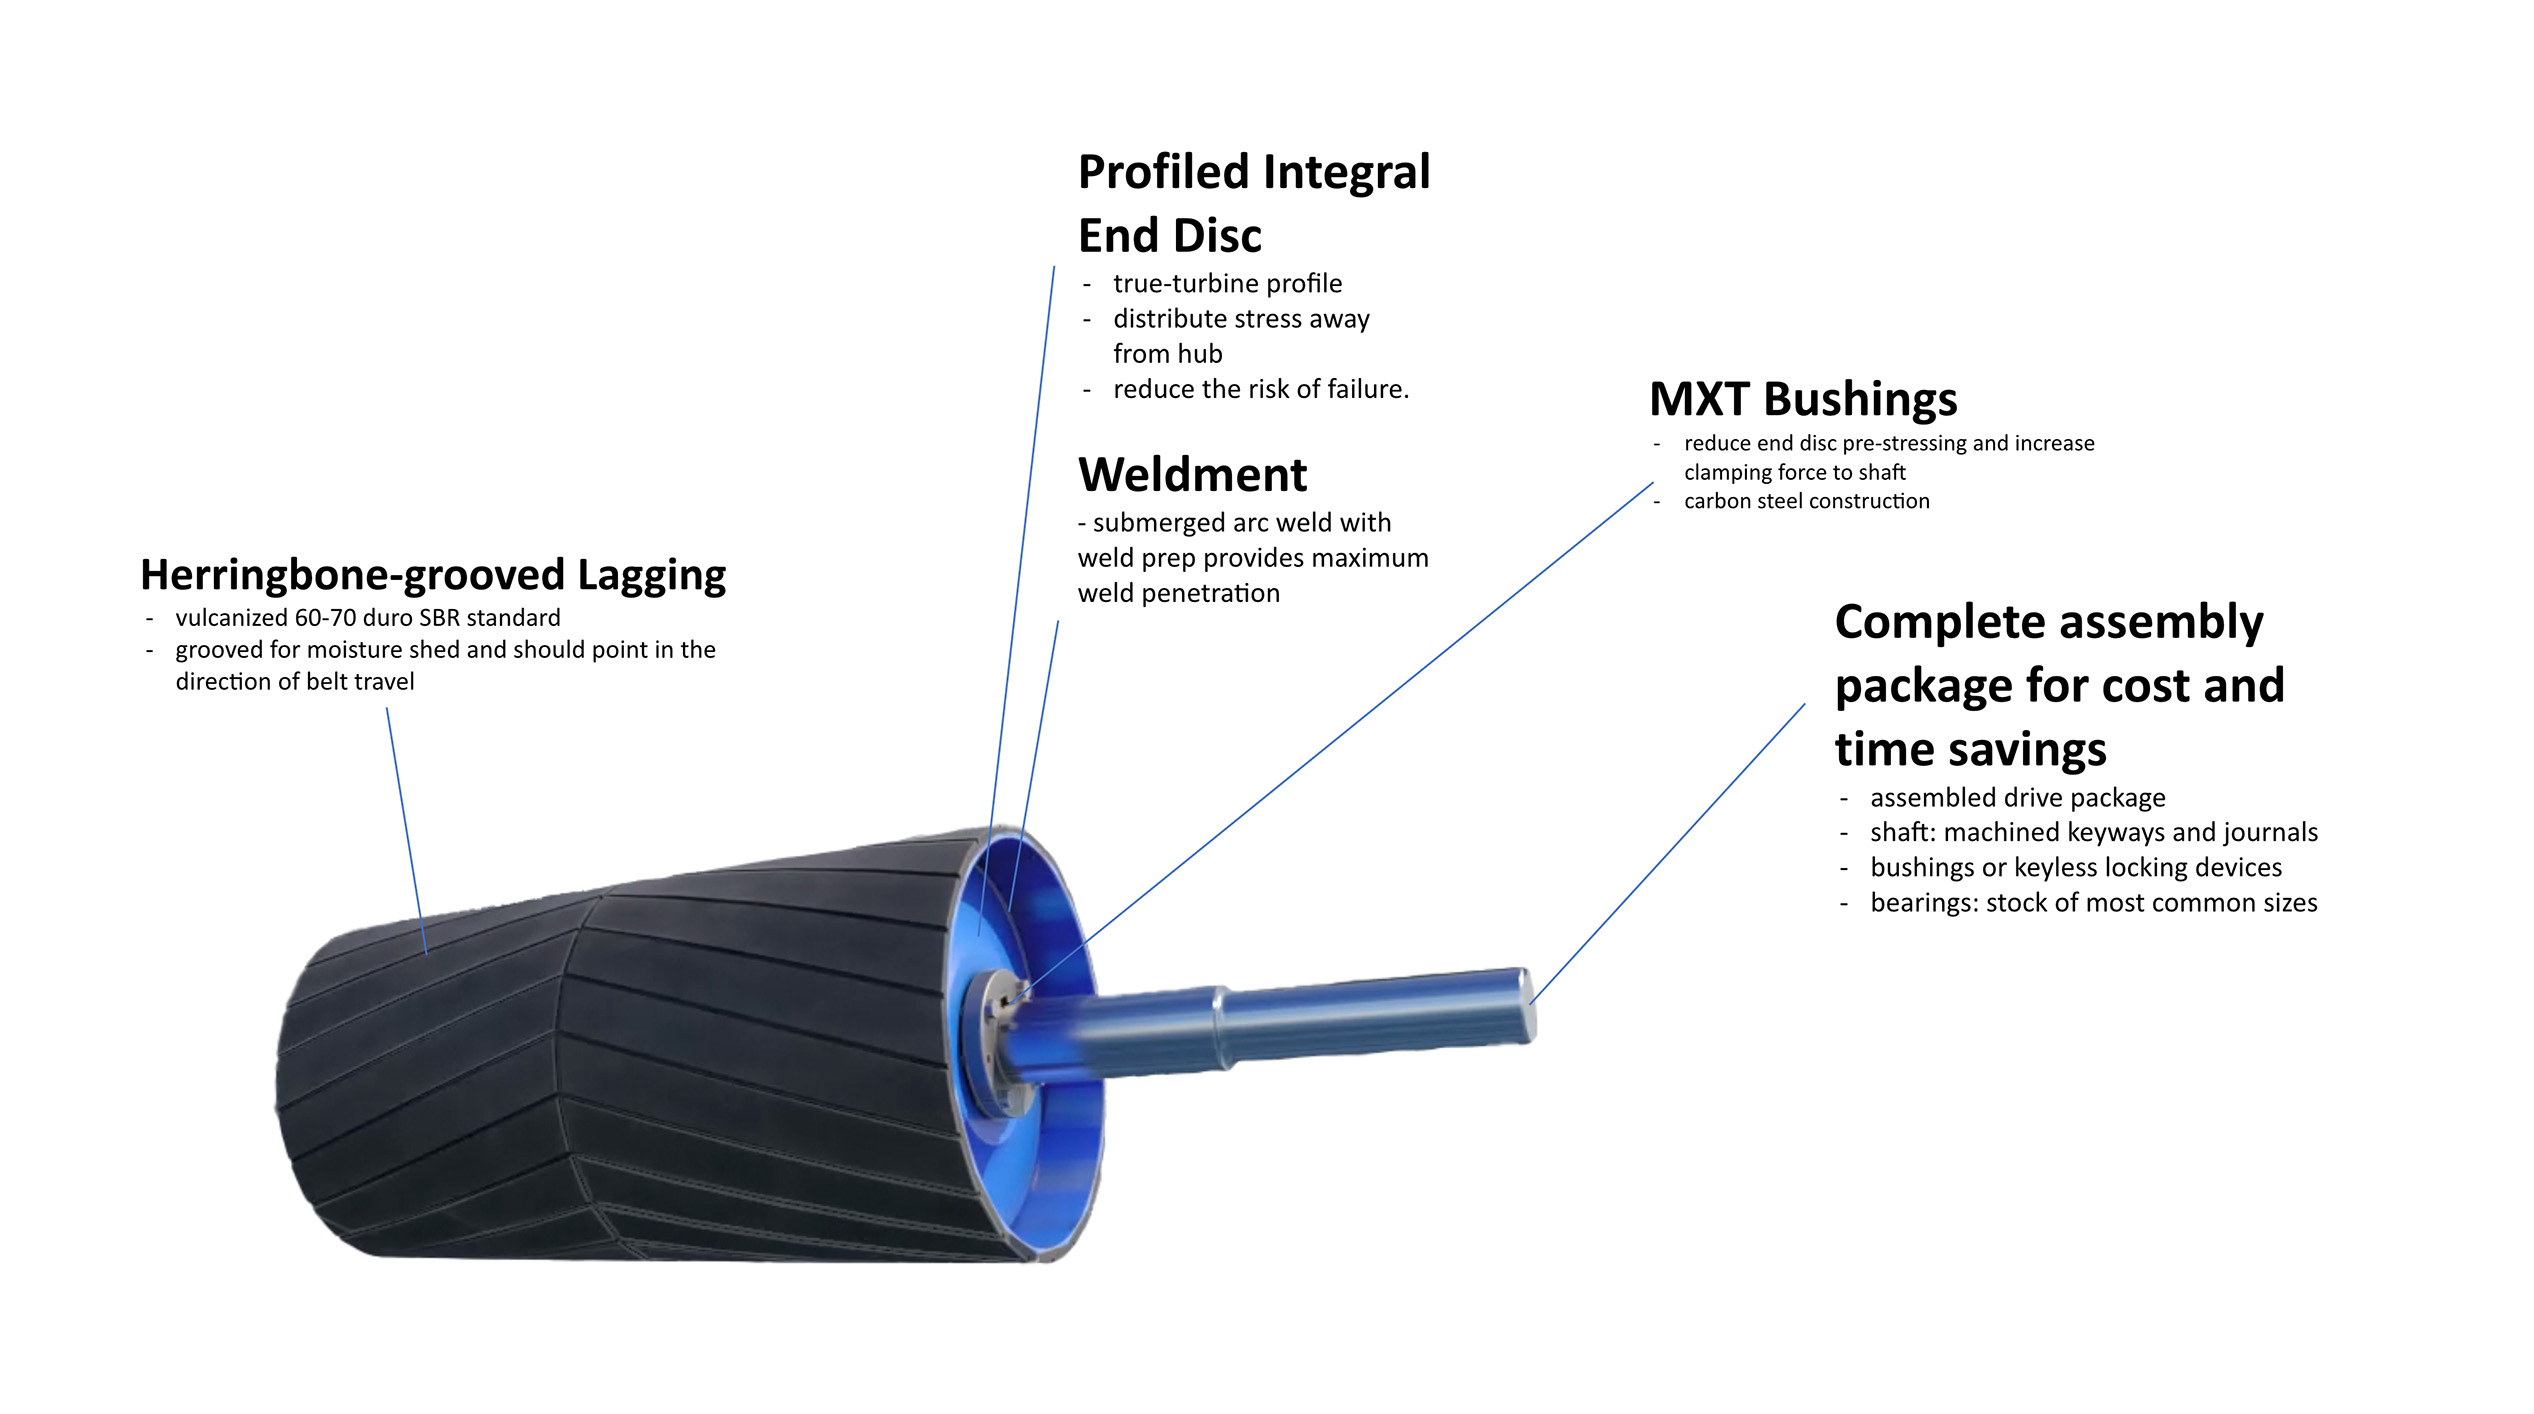 Profiled Integral
End Disc
- true-turbine profile
- distribute stress away
from hub
- reduce the risk of failure.
Weldment
- submerged arc weld with
weld prep provides maximum
weld penetration
MXT Bushings
- reduce end disc pre-stressing and increase
clamping force to shaft
- carbon steel construction
Herringbone-grooved Lagging
- vulcanized 60-70 duro SBR standard
- grooved for moisture shed and should point in the
direction of belt travel
Complete assembly
package for cost and
time savings
- assembled drive package
- shaft: machined keyways and journals
- bushings or keyless locking devices
- bearings: stock of most common sizes